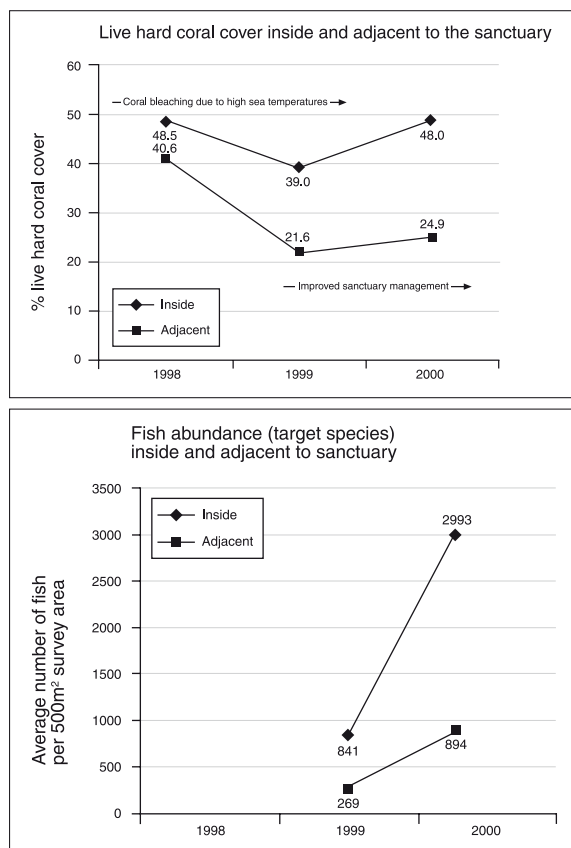 Live hard coral cover inside and adjacent to the sanctuary
% live hard coral cover
60
50
40
30
20
10
0
Coral bleaching due to high sea temperatures
48.5
40.6
39.0
48.0
21.6
24.9
Improved sanctuary management
Inside
Adjacent
1998
1999
2000
Fish abundance (target species)
inside and adjacent to sanctuary
Average number of fish
per 500m² survey area
3500
3000
2500
2000
1500
1000
500
0
Inside
Adjacent
2993
841
894
269
1998
1999
2000